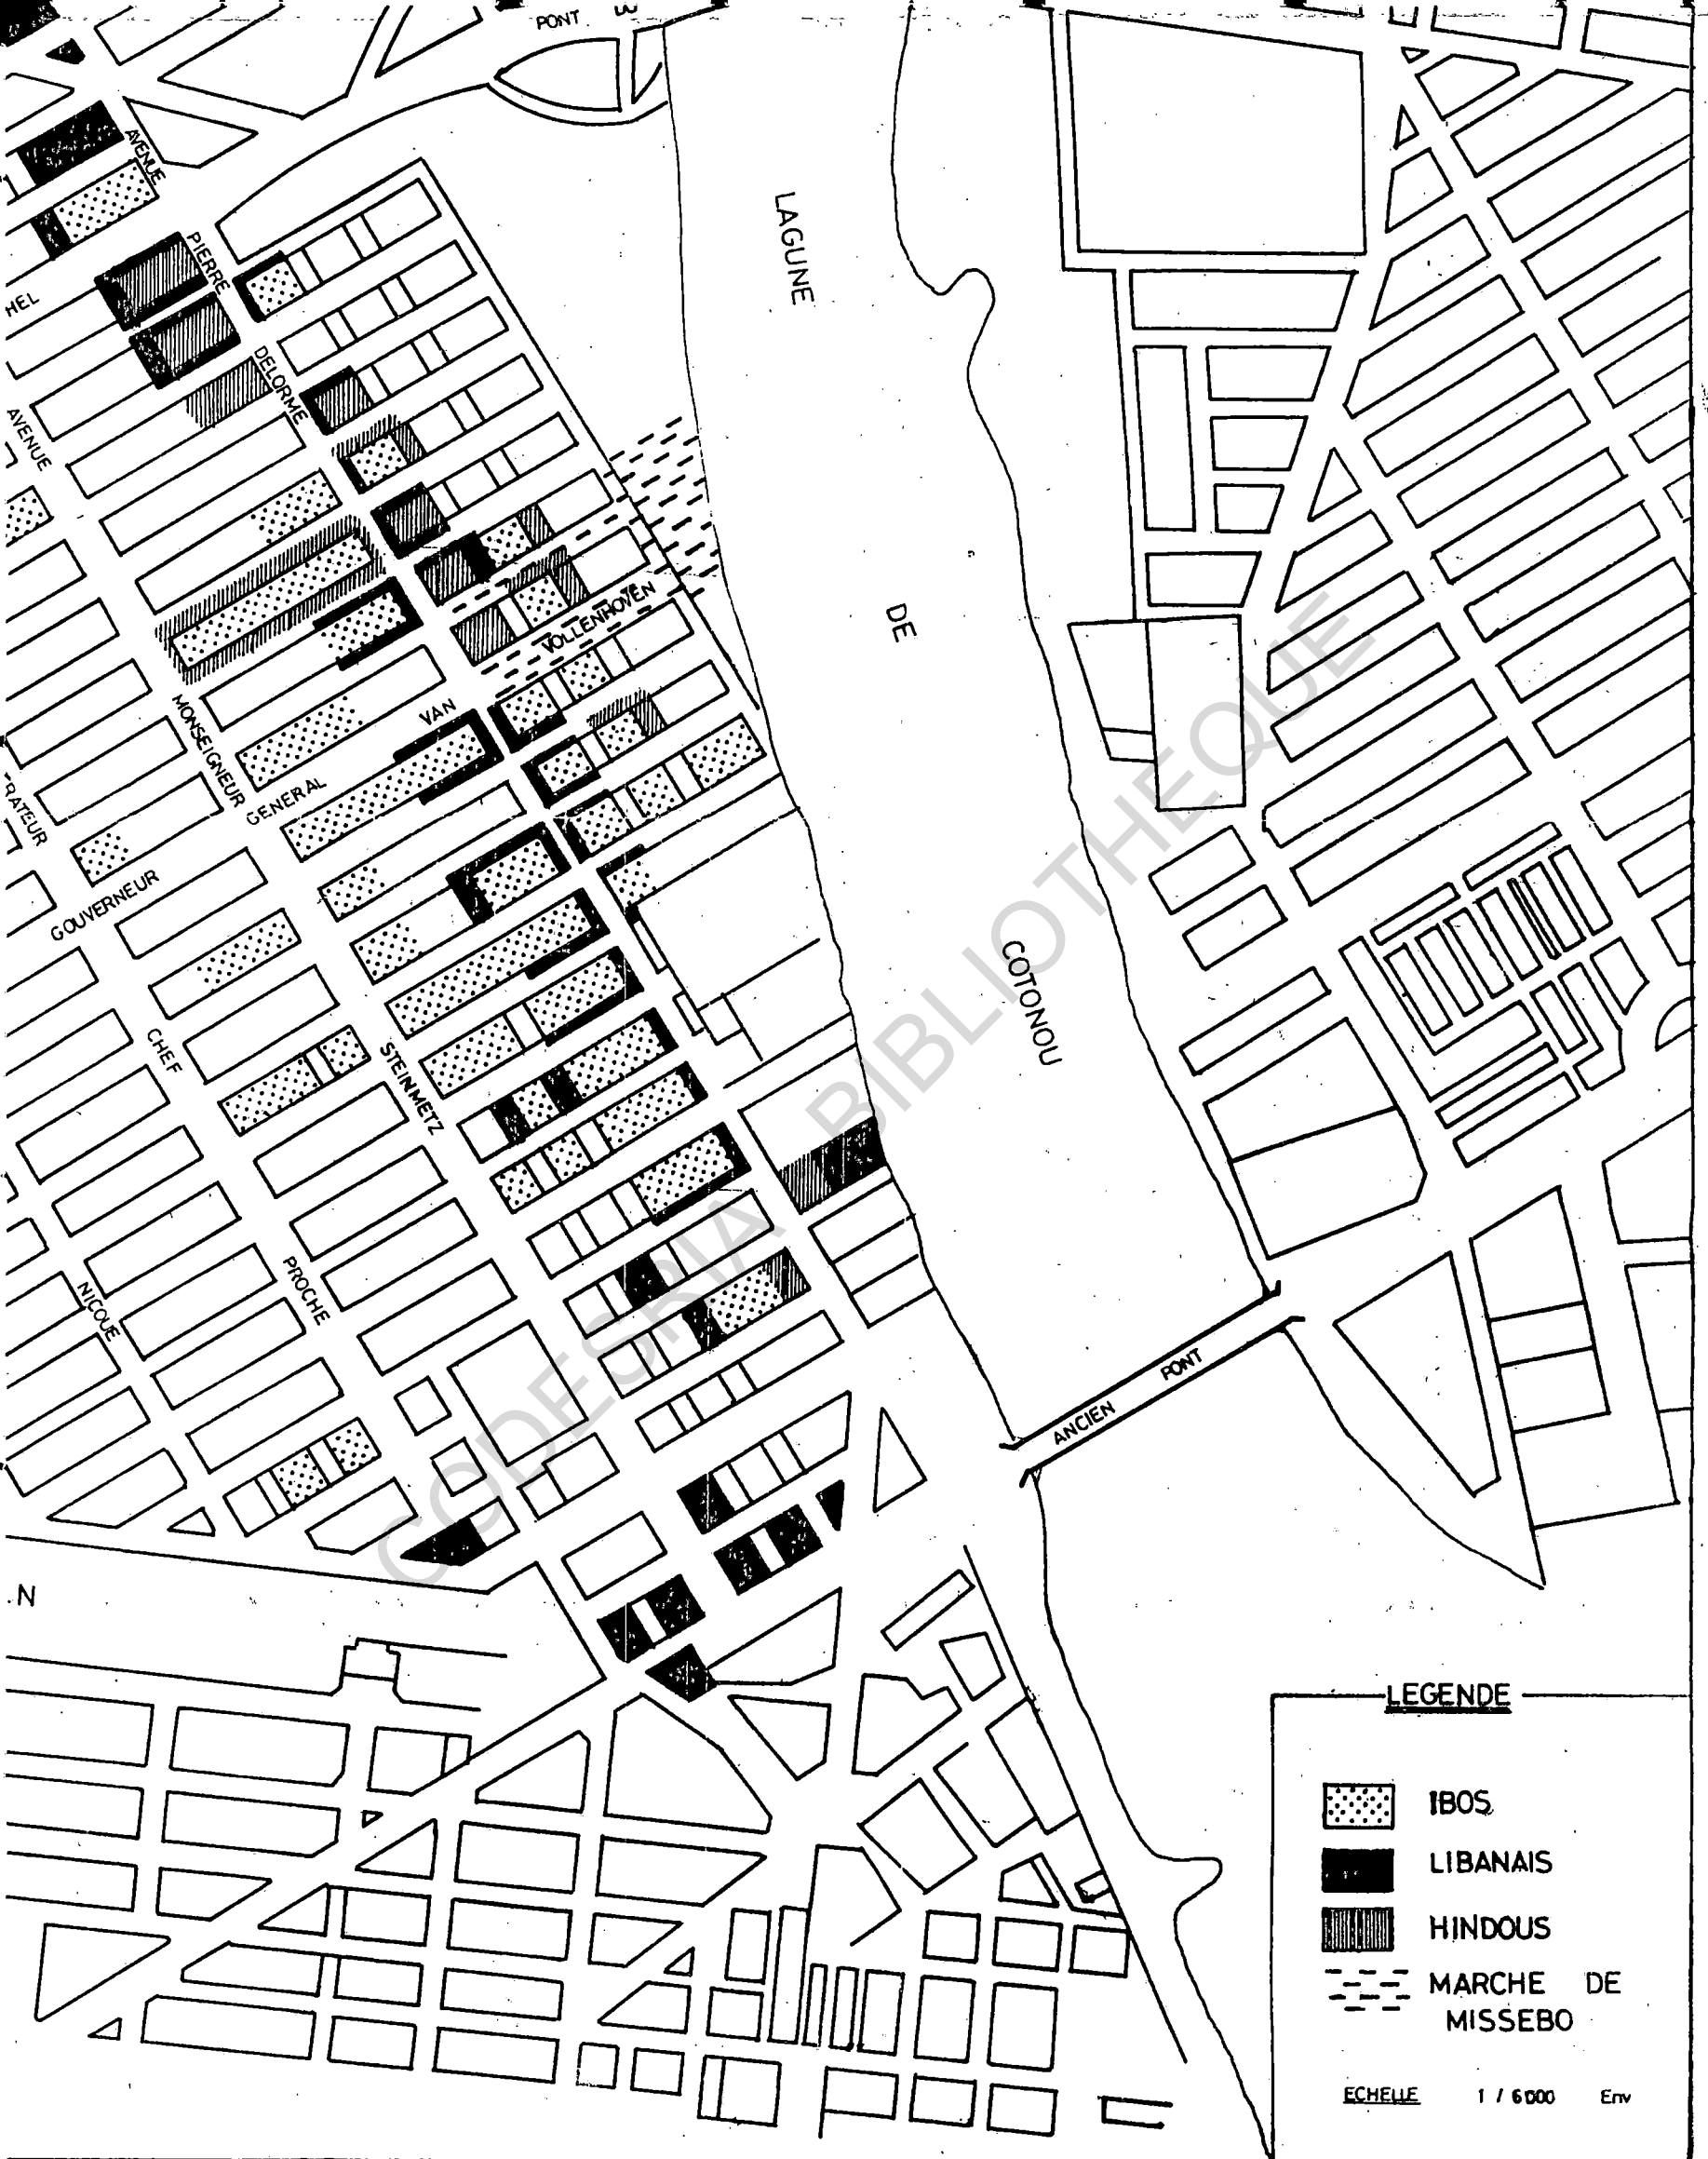 PONT
AVENUE
PIERRE
DELORME
HEL
AVENUE
LAGUNE
DE
COTONOU
VOLLENHOVEN
VAN
GENERAL
GOUVERNEUR
MONSEIGNEUR
STEINMETZ
RATEUR
CHEF
PROCHE
NICOUE
ANCIEN PONT
N
CODESRIA BIBLIOTHEQUE
LEGENDE
IBOS
LIBANAIS
HINDOUS
MARCHE DE
MISSEBO
ECHELLE 1 / 6000 Env